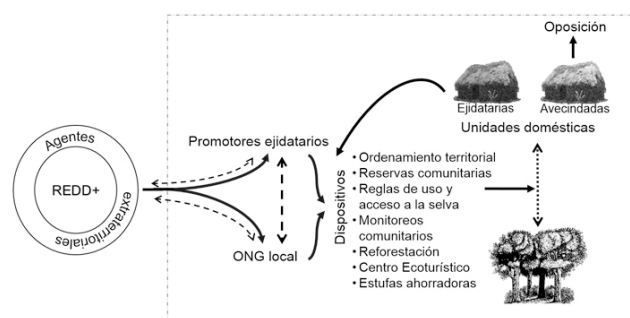 Oposición
Ejidatarias
Avecindadas
Unidades domésticas
Agentes
REDD+
extraterritoriales
Promotores ejidatarios
ONG local
Dispositivos
• Ordenamiento territorial
• Reservas comunitarias
• Reglas de uso y
acceso a la selva
• Monitoreos
comunitarios
• Reforestación
• Centro Ecoturístico
• Estufas ahorradoras